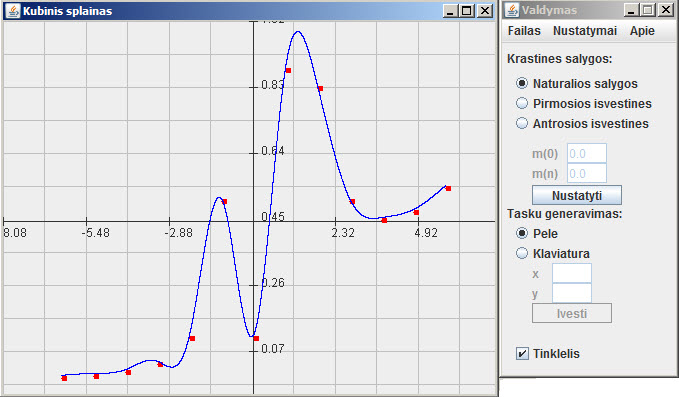 Kubinis splainas
1.02
0.83
0.64
0.45
8.08 -5.48 -2.88 2.32 4.92
0.26
0.07
Valdymas
Failas Nustatymai Apie
Krastines salygos:
Naturalios salygos
Pirmosios isvestines
Antrosios isvestines
m(0) 0.0
m(n) 0.0
Nustatyti
Tasku generavimas:
Pele
Klaviatura
x
y
Ivesti
Tinklelis